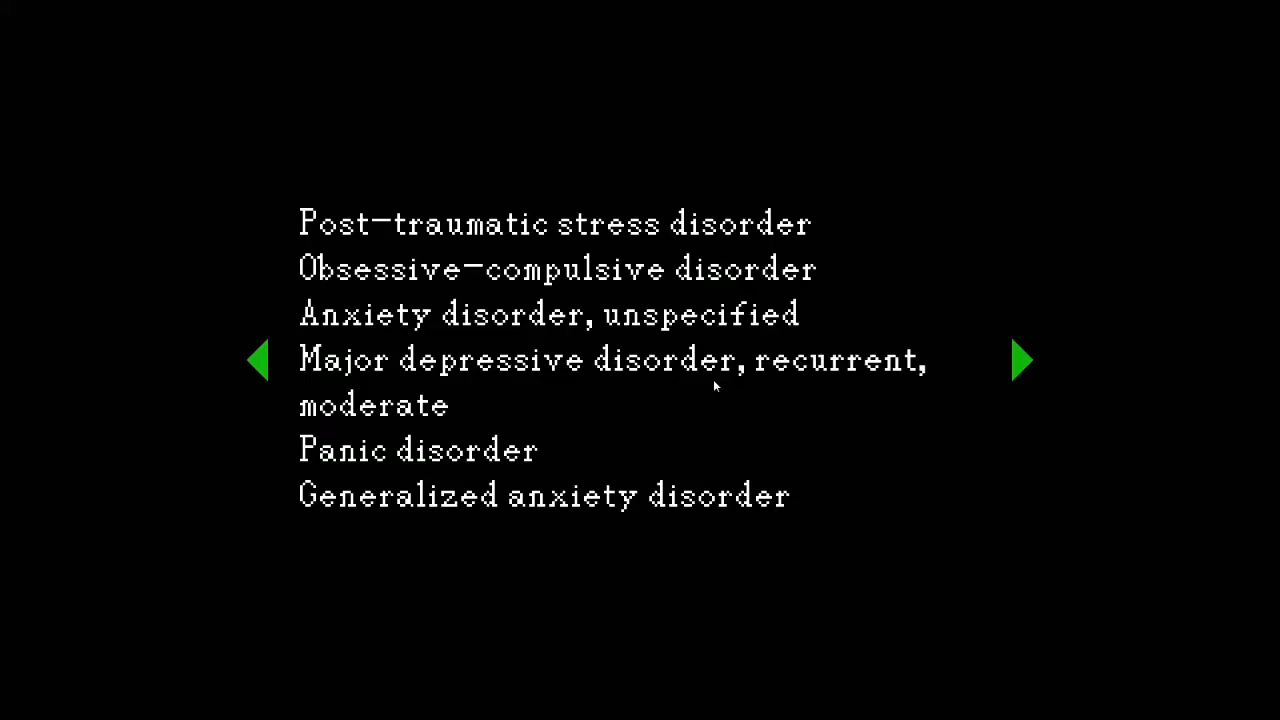 Post-traumatic stress disorder
Obsessive-compulsive disorder
Anxiety disorder, unspecified
Major depressive disorder, recurrent,
moderate
Panic disorder
Generalized anxiety disorder